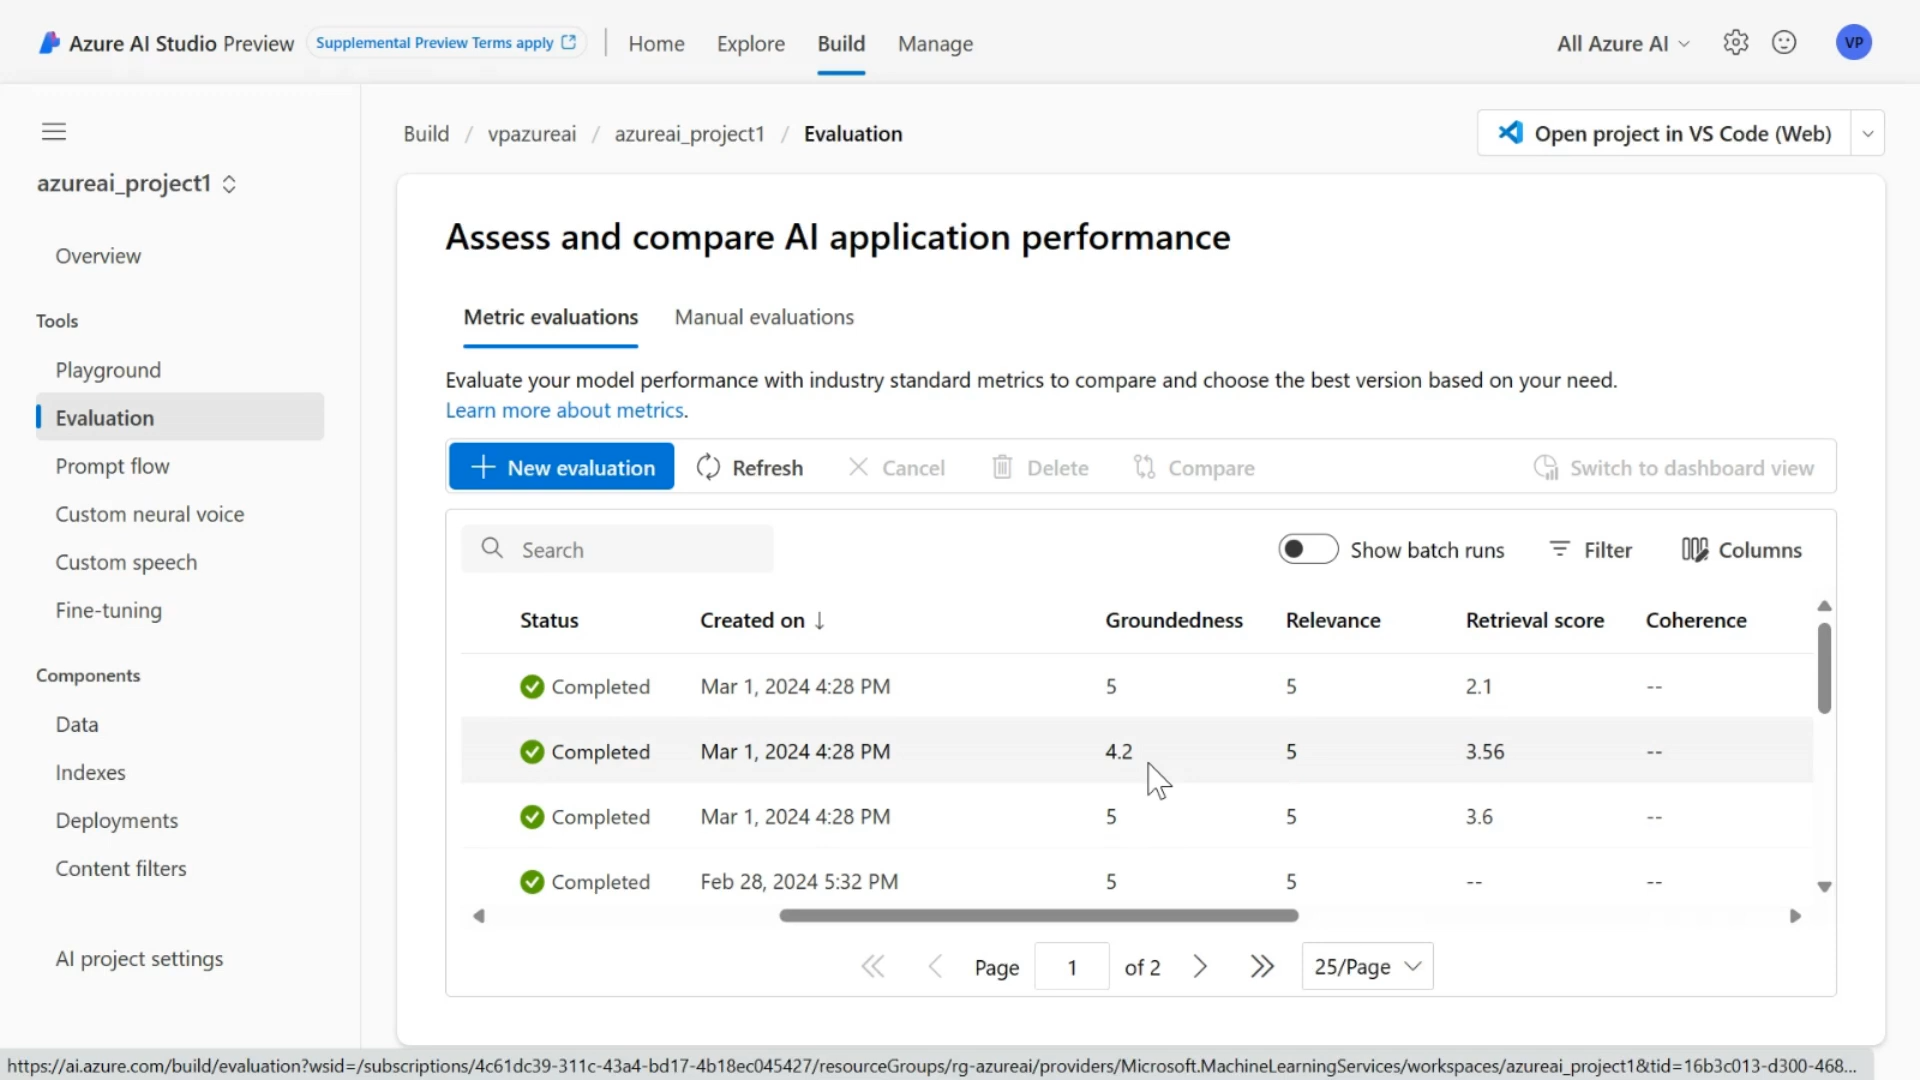 Azure AI Studio Preview
Supplemental Preview Terms apply
Home
Explore
Build
Manage
All Azure AI
VP
azureai_project1
Overview
Tools
Playground
Evaluation
Prompt flow
Custom neural voice
Custom speech
Fine-tuning
Components
Data
Indexes
Deployments
Content filters
AI project settings
Build / vpazureai / azureai_project1 / Evaluation
Open project in VS Code (Web)
Assess and compare AI application performance
Metric evaluations
Manual evaluations
Evaluate your model performance with industry standard metrics to compare and choose the best version based on your need.
Learn more about metrics.
New evaluation
Refresh
Cancel
Delete
Compare
Switch to dashboard view
Search
Show batch runs
Filter
Columns
Status Created on ↓ Groundedness Relevance Retrieval score Coherence
Completed Mar 1, 2024 4:28 PM 5 5 2.1 --
Completed Mar 1, 2024 4:28 PM 4.2 5 3.56 --
Completed Mar 1, 2024 4:28 PM 5 5 3.6 --
Completed Feb 28, 2024 5:32 PM 5 5 -- --
Page 1 of 2
25/Page
https://ai.azure.com/build/evaluation?wsid=/subscriptions/4c61dc39-311c-43a4-bd17-4b18ec045427/resourceGroups/rg-azureai/providers/Microsoft.MachineLearningServices/workspaces/azureai_project1&tid=16b3c013-d300-468...